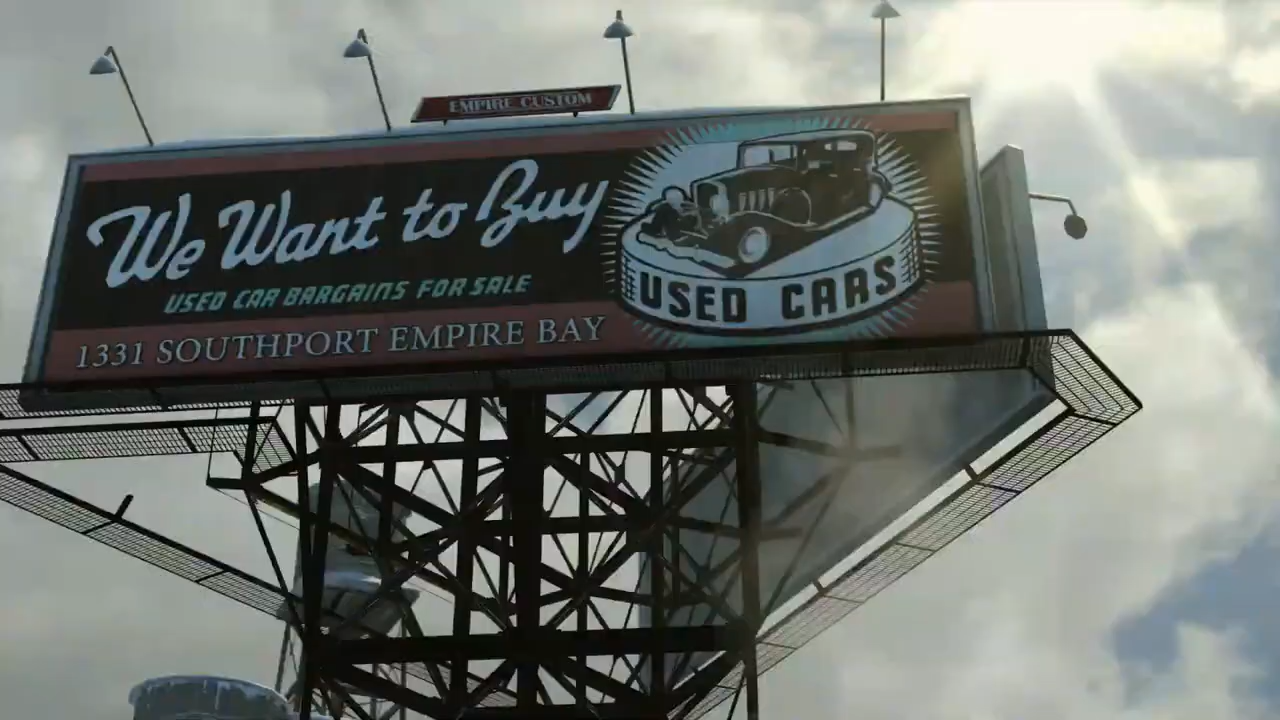 EMPIRE CUSTOM
We Want to Buy
USED CAR BARGAINS FOR SALE
1331 SOUTHPORT EMPIRE BAY
USED CARS